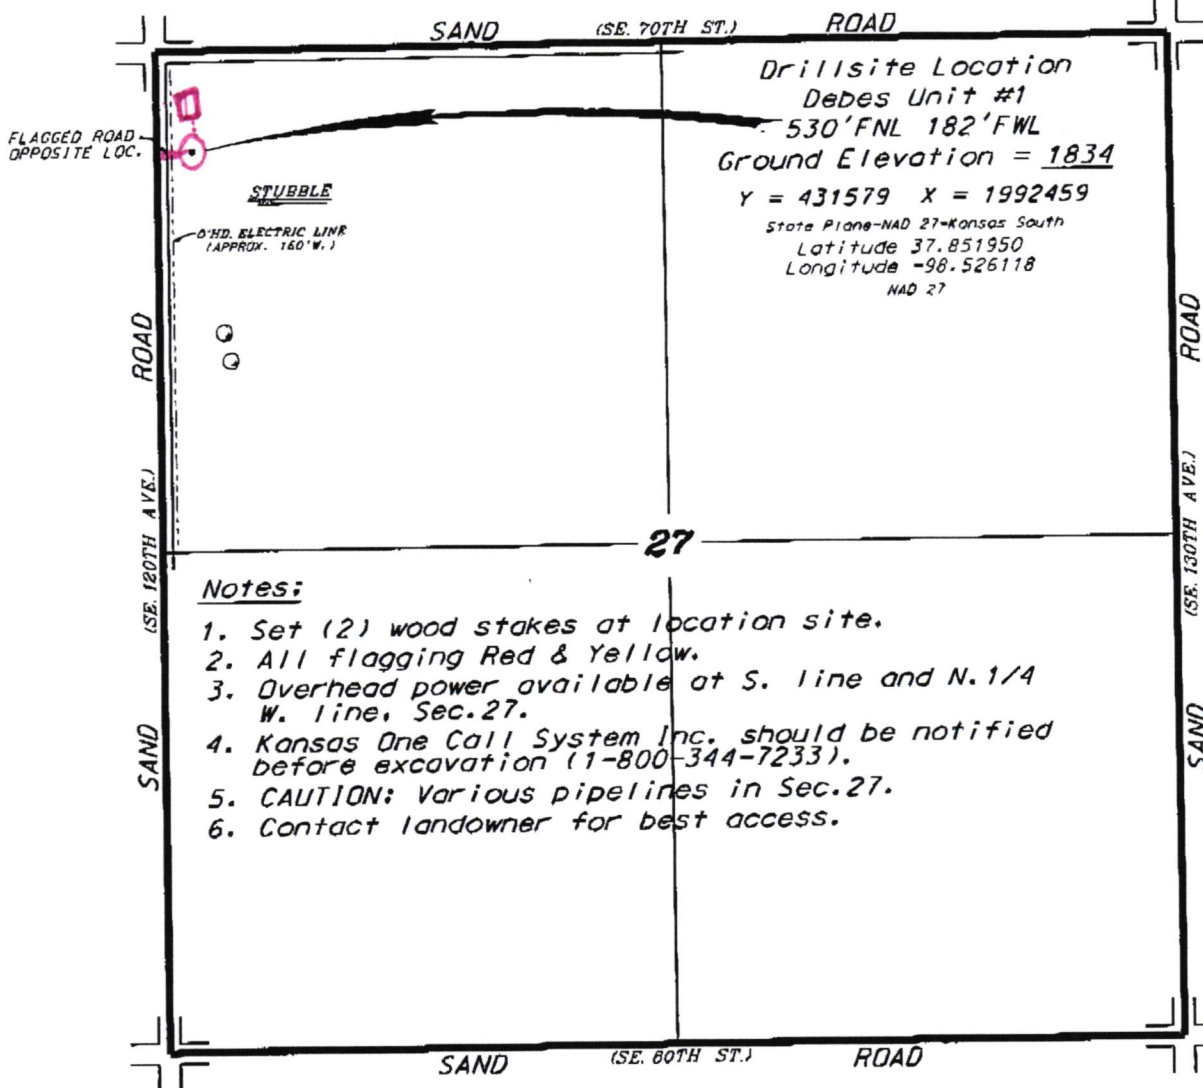 SAND (SE. 70TH ST.) ROAD
Drillsite Location
Debes Unit #1
530'FNL 182'FWL
Ground Elevation = 1834
Y = 431579 X = 1992459
State Plane-NAD 27-Kansas South
Latitude 37.851950
Longitude -98.526118
NAD 27
FLAGGED ROAD
OPPOSITE LOC.
STUBBLE
O'HD. ELECTRIC LINE
(APPROX. 160'W.)
ROAD
(SE. 120TH AVE.)
SAND
ROAD
(SE. 130TH AVE.)
SAND
27
Notes:
1. Set (2) wood stakes at location site.
2. All flagging Red & Yellow.
3. Overhead power available at S. line and N.1/4
W. line, Sec.27.
4. Kansas One Call System Inc. should be notified
before excavation (1-800-344-7233).
5. CAUTION: Various pipelines in Sec.27.
6. Contact landowner for best access.
SAND (SE. 80TH ST.) ROAD